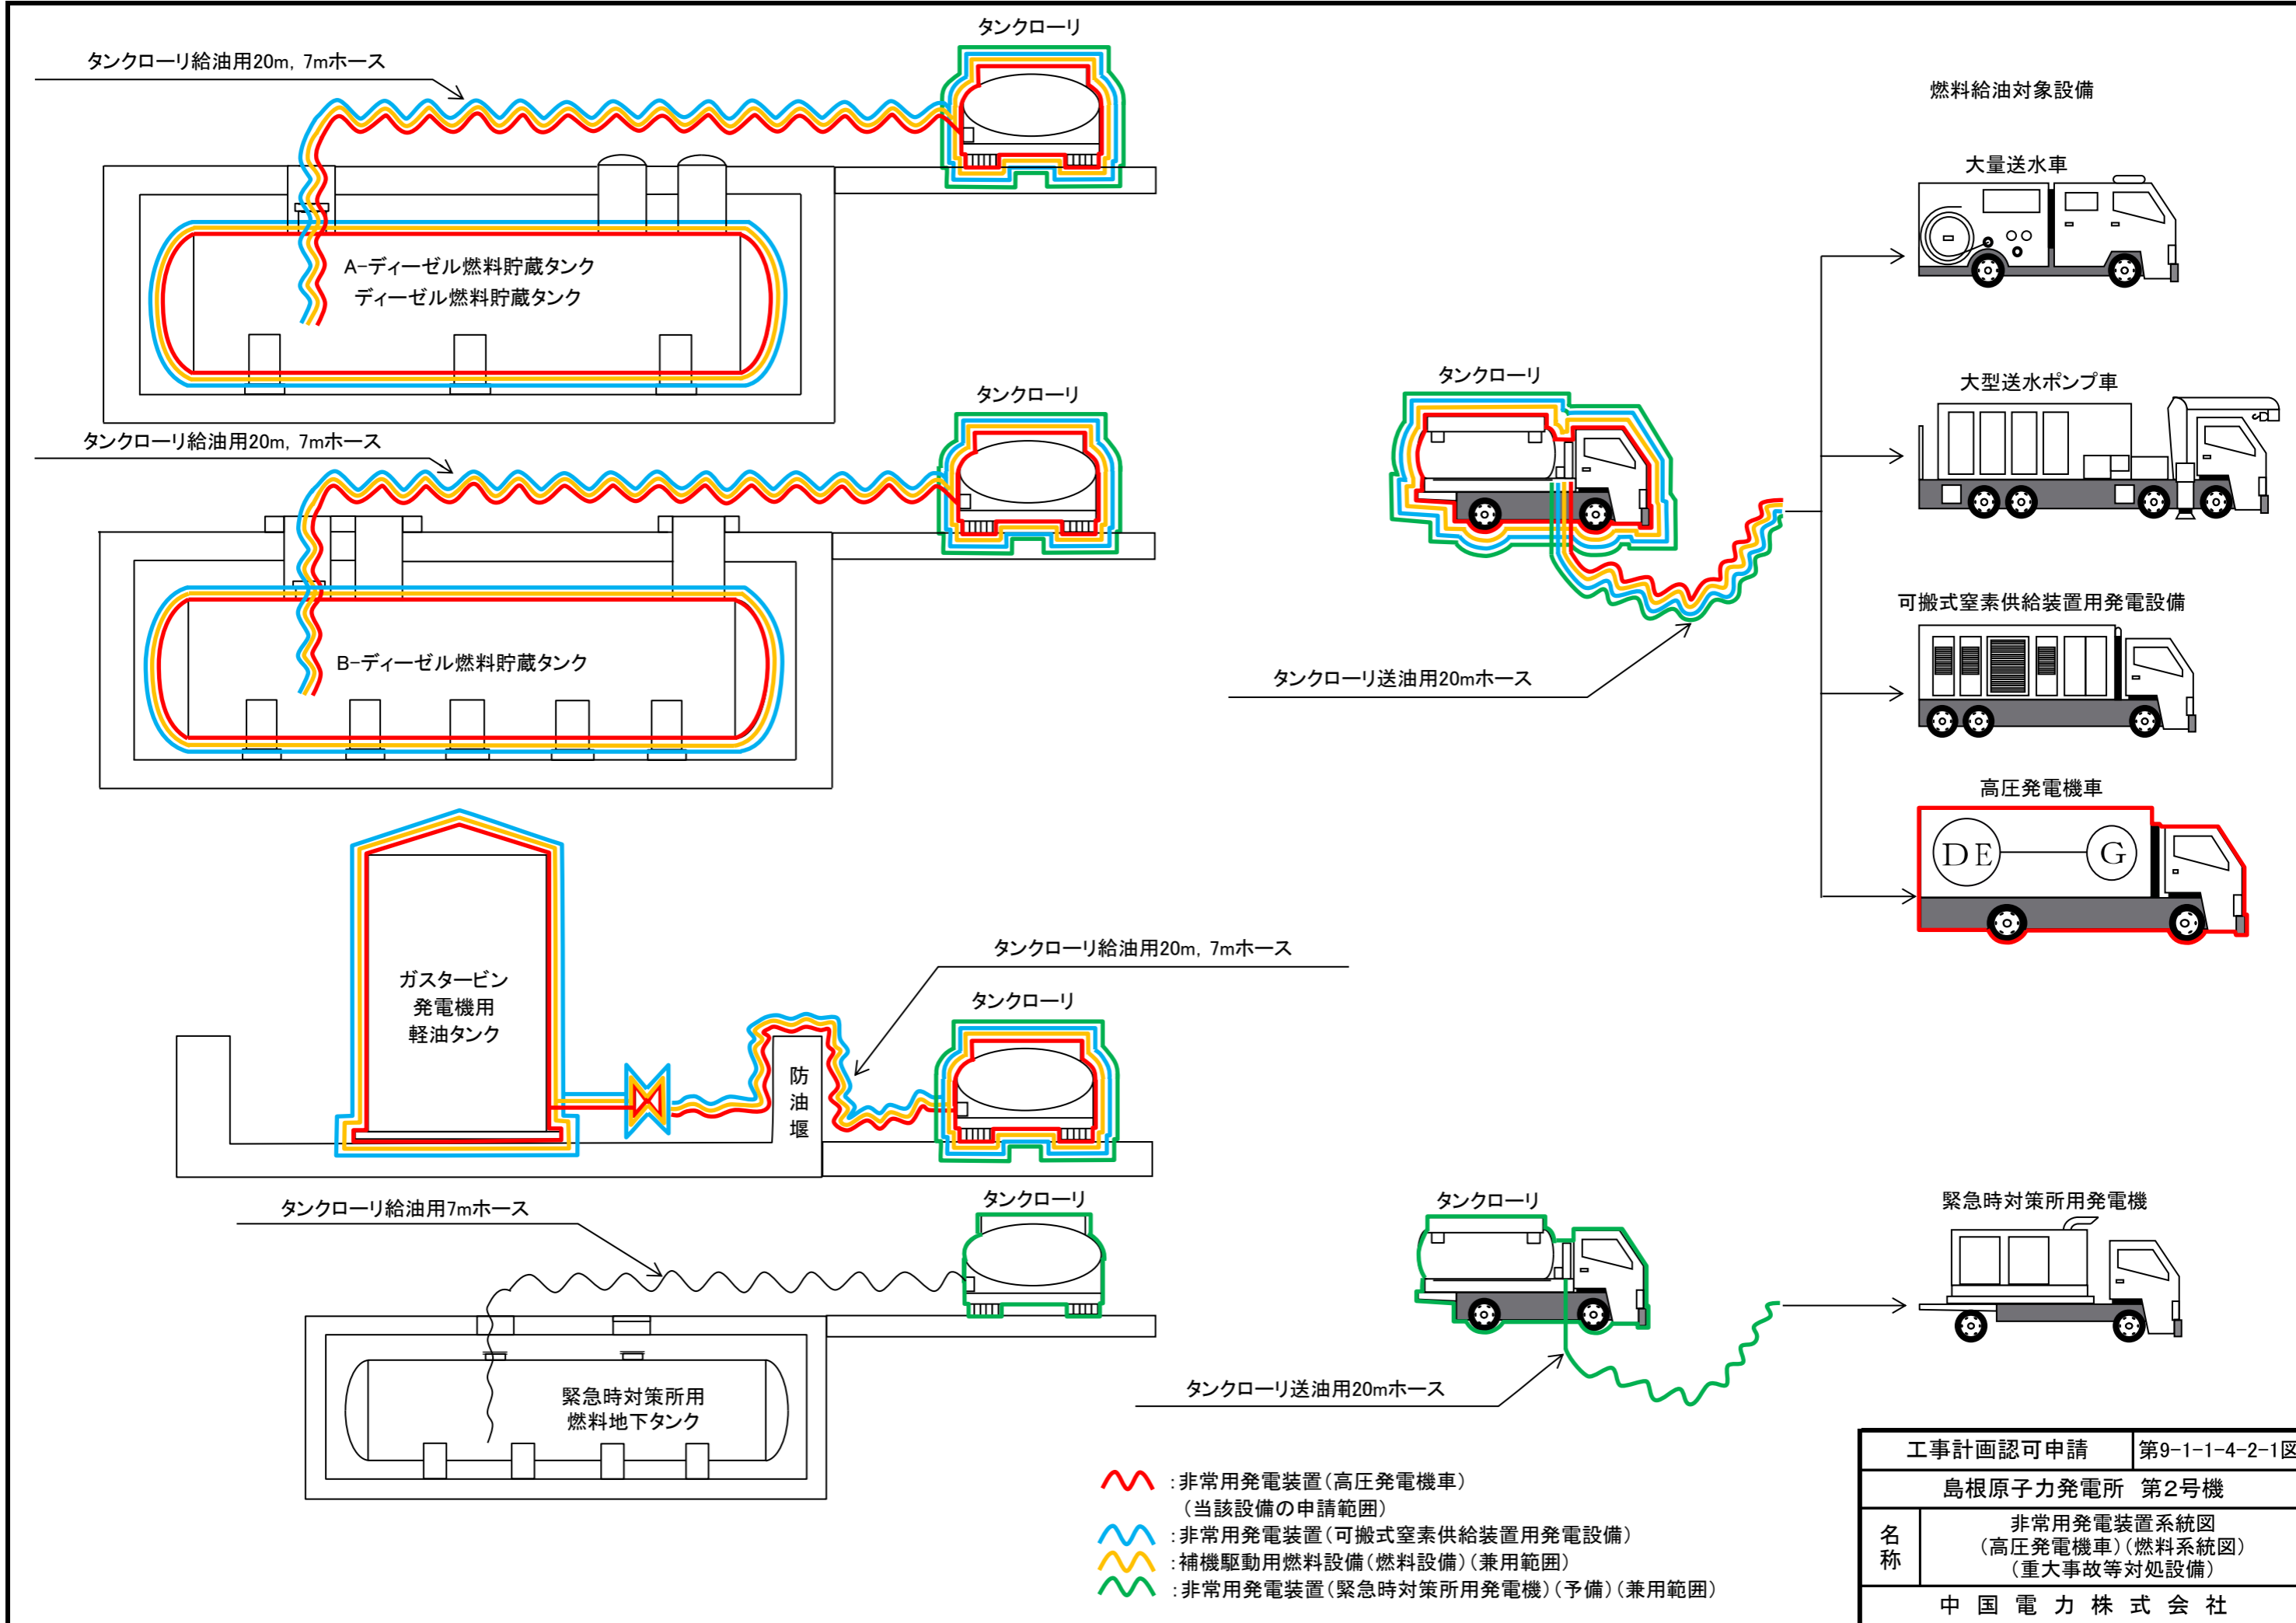 タンクローリ
タンクローリ給油用20m, 7mホース
A-ディーゼル燃料貯蔵タンク
ディーゼル燃料貯蔵タンク
タンクローリ
タンクローリ給油用20m, 7mホース
B-ディーゼル燃料貯蔵タンク
ガスタービン
発電機用
軽油タンク
防
油
堰
タンクローリ給油用20m, 7mホース
タンクローリ
タンクローリ給油用7mホース
タンクローリ
緊急時対策所用
燃料地下タンク
燃料給油対象設備
大量送水車
タンクローリ
大型送水ポンプ車
可搬式窒素供給装置用発電設備
タンクローリ送油用20mホース
高圧発電機車
DE
G
タンクローリ
緊急時対策所用発電機
タンクローリ送油用20mホース
:非常用発電装置(高圧発電機車)
(当該設備の申請範囲)
:非常用発電装置(可搬式窒素供給装置用発電設備)
:補機駆動用燃料設備(燃料設備)(兼用範囲)
:非常用発電装置(緊急時対策所用発電機)(予備)(兼用範囲)
工事計画認可申請 第9-1-1-4-2-1図
島根原子力発電所 第2号機
名称
非常用発電装置系統図
(高圧発電機車)(燃料系統図)
(重大事故等対処設備)
中国電力株式会社